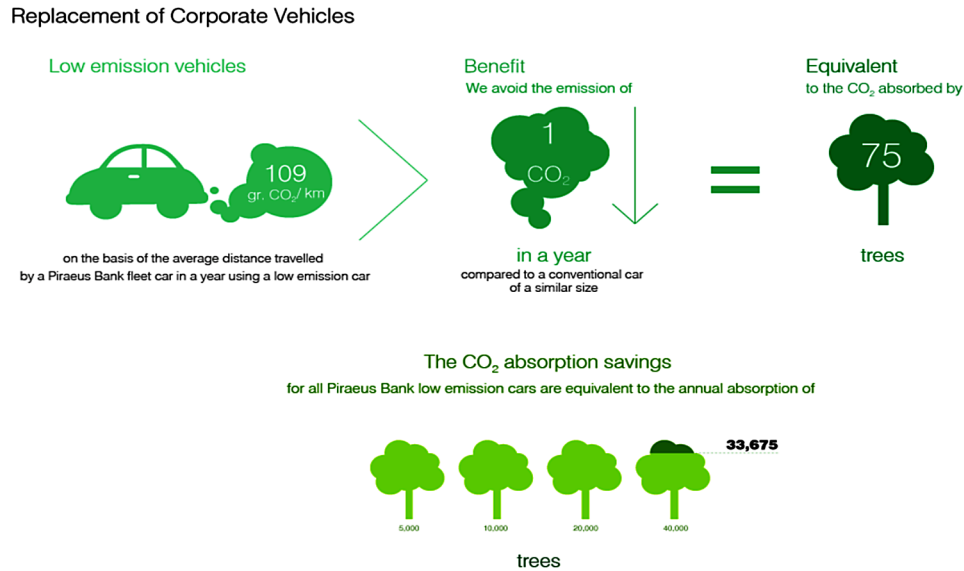 Replacement of Corporate Vehicles
Low emission vehicles
109
gr. CO₂/km
on the basis of the average distance travelled
by a Piraeus Bank fleet car in a year using a low emission car
Benefit
We avoid the emission of
1
CO₂
in a year
compared to a conventional car
of a similar size
=
Equivalent
to the CO₂ absorbed by
75
trees
The CO₂ absorption savings
for all Piraeus Bank low emission cars are equivalent to the annual absorption of
33,675
5,000 10,000 20,000 40,000
trees